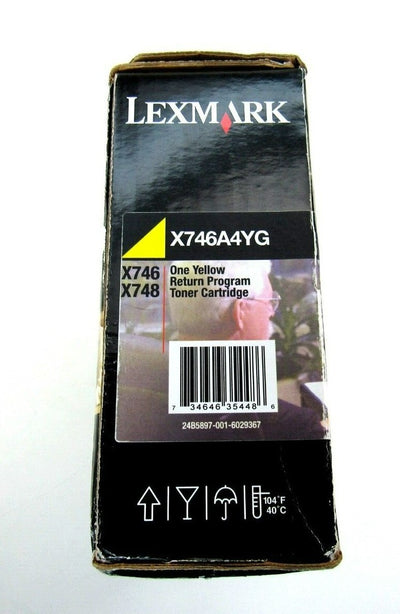 LEXMARK
X746A4YG
X746
X748
One Yellow
Return Program
Toner Cartridge
7 34646 35448 6
24B5897-001-6029367
104°F
40°C